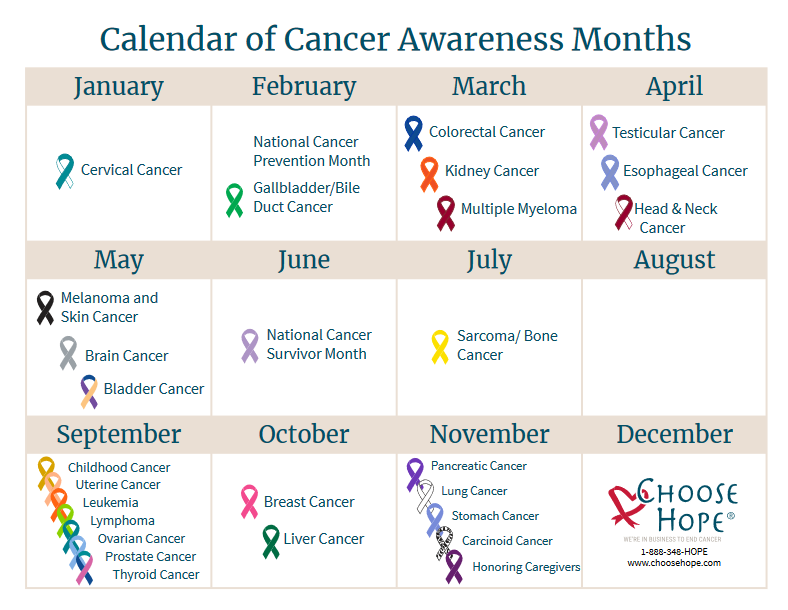 Calendar of Cancer Awareness Months
January
February
March
April
Cervical Cancer
National Cancer
Prevention Month
Gallbladder/Bile
Duct Cancer
Colorectal Cancer
Kidney Cancer
Multiple Myeloma
Testicular Cancer
Esophageal Cancer
Head & Neck
Cancer
May
June
July
August
Melanoma and
Skin Cancer
Brain Cancer
Bladder Cancer
National Cancer
Survivor Month
Sarcoma/ Bone
Cancer
September
October
November
December
Childhood Cancer
Uterine Cancer
Leukemia
Lymphoma
Ovarian Cancer
Prostate Cancer
Thyroid Cancer
Breast Cancer
Liver Cancer
Pancreatic Cancer
Lung Cancer
Stomach Cancer
Carcinoid Cancer
Honoring Caregivers
CHOOSE
HOPE®
WE'RE IN BUSINESS TO END CANCER
1-888-348-HOPE
www.choosehope.com